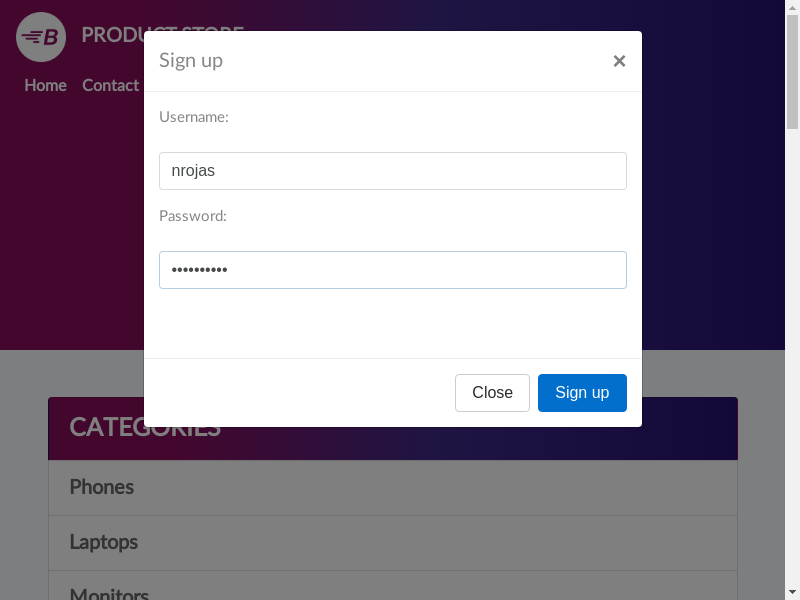 B
PRODUCT STORE
Home
Contact
Sign up
×
Username:
nrojas
Password:
••••••••••
Close
Sign up
CATEGORIES
Phones
Laptops
Monitors